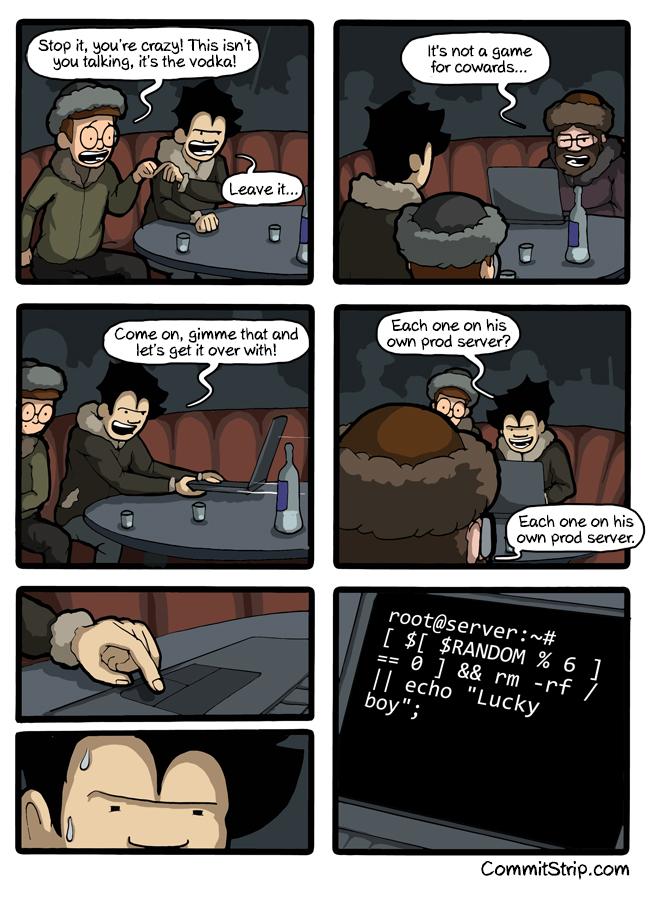 Stop it, you're crazy! This isn't
you talking, it's the vodka!
Leave it...
It's not a game
for cowards...
Come on, gimme that and
let's get it over with!
Each one on his
own prod server?
Each one on his
own prod server.
root@server:~#
[ $[ $RANDOM % 6 ]
== 0 ] && rm -rf /
|| echo "Lucky
boy";
CommitStrip.com